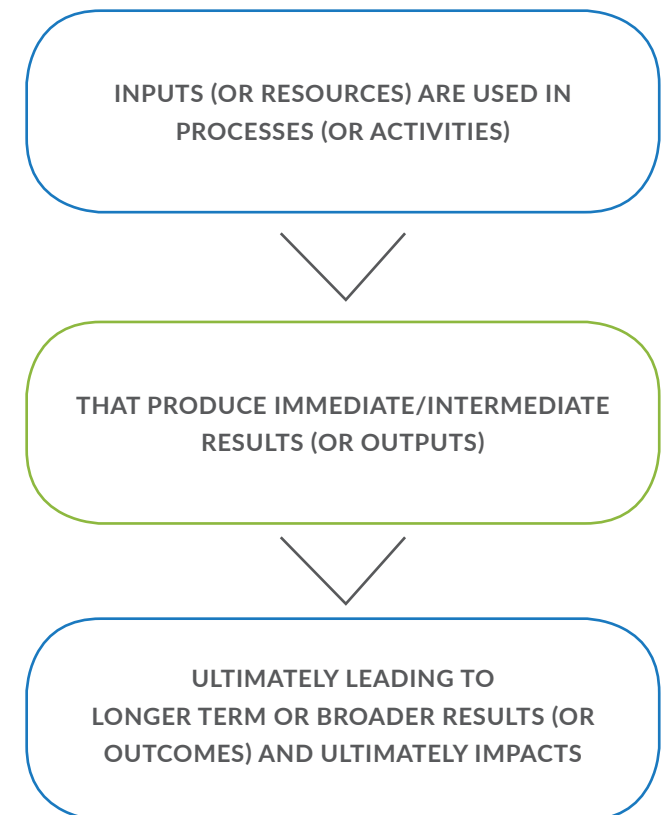 INPUTS (OR RESOURCES) ARE USED IN
PROCESSES (OR ACTIVITIES)
THAT PRODUCE IMMEDIATE/INTERMEDIATE
RESULTS (OR OUTPUTS)
ULTIMATELY LEADING TO
LONGER TERM OR BROADER RESULTS (OR
OUTCOMES) AND ULTIMATELY IMPACTS